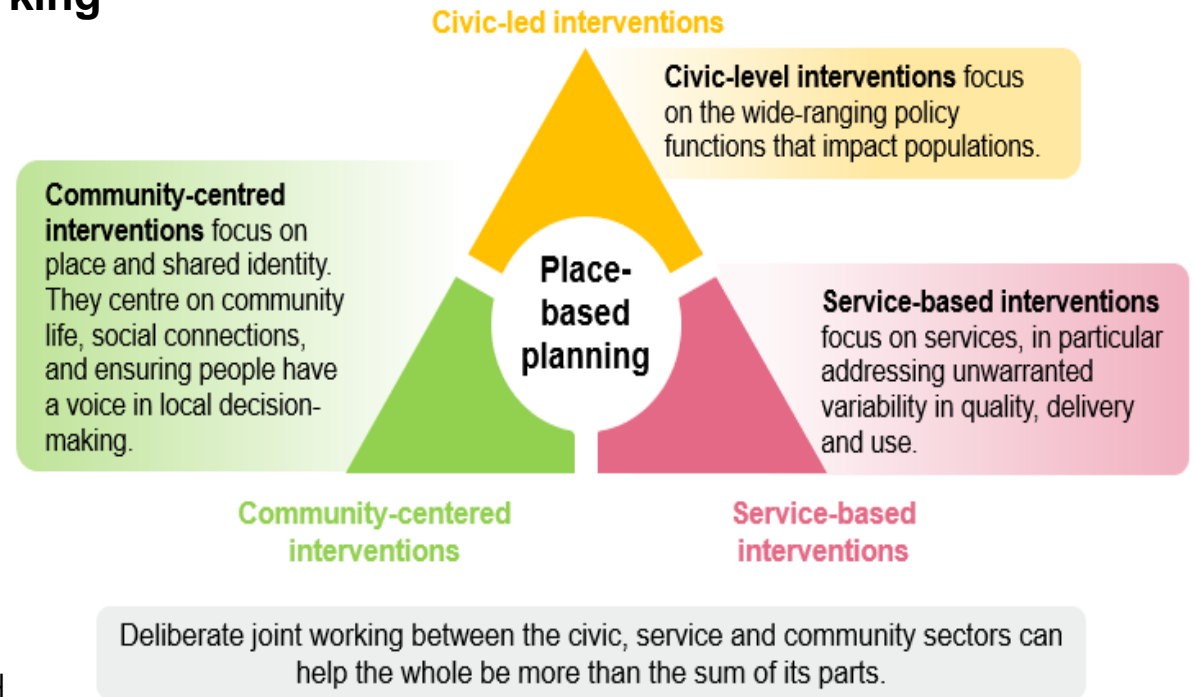 king
Civic-led interventions
Civic-level interventions focus
on the wide-ranging policy
functions that impact populations.
Community-centred
interventions focus on
place and shared identity.
They centre on community
life, social connections,
and ensuring people have
a voice in local decision-
making.
Place-
based
planning
Service-based interventions
focus on services, in particular
addressing unwarranted
variability in quality, delivery
and use.
Community-centered
interventions
Service-based
interventions
Deliberate joint working between the civic, service and community sectors can
help the whole be more than the sum of its parts.